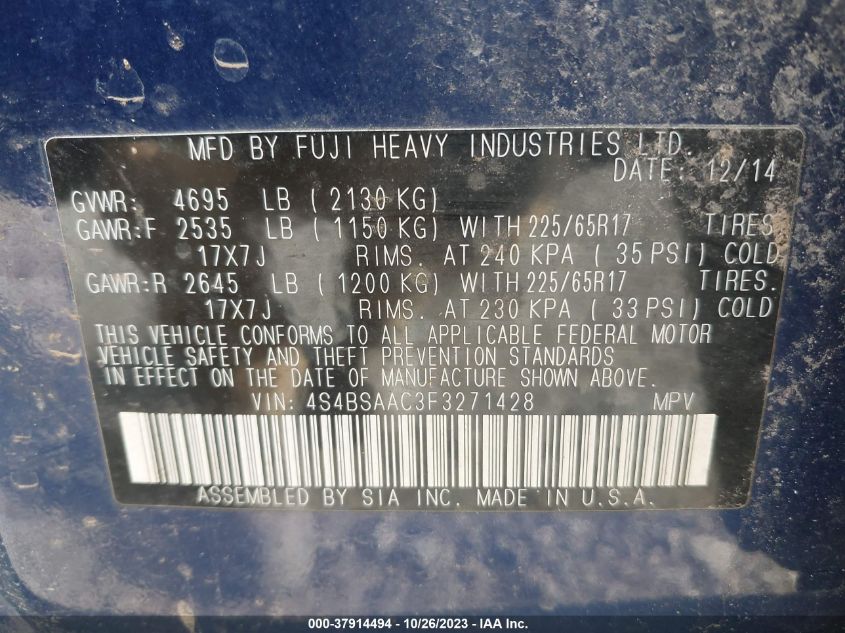 MFD BY FUJI HEAVY INDUSTRIES LTD.
DATE: 12/14
GVWR: 4695 LB ( 2130 KG)
GAWR:F 2535 LB ( 1150 KG) WITH 225/65R17 TIRES
17X7J RIMS. AT 240 KPA ( 35 PSI) COLD
GAWR:R 2645 LB ( 1200 KG) WITH 225/65R17 TIRES.
17X7J RIMS. AT 230 KPA ( 33 PSI) COLD
THIS VEHICLE CONFORMS TO ALL APPLICABLE FEDERAL MOTOR
VEHICLE SAFETY AND THEFT PREVENTION STANDARDS
IN EFFECT ON THE DATE OF MANUFACTURE SHOWN ABOVE.
VIN: 4S4BSAAC3F3271428 MPV
ASSEMBLED BY SIA INC. MADE IN U.S.A.
000-37914494 - 10/26/2023 - IAA Inc.